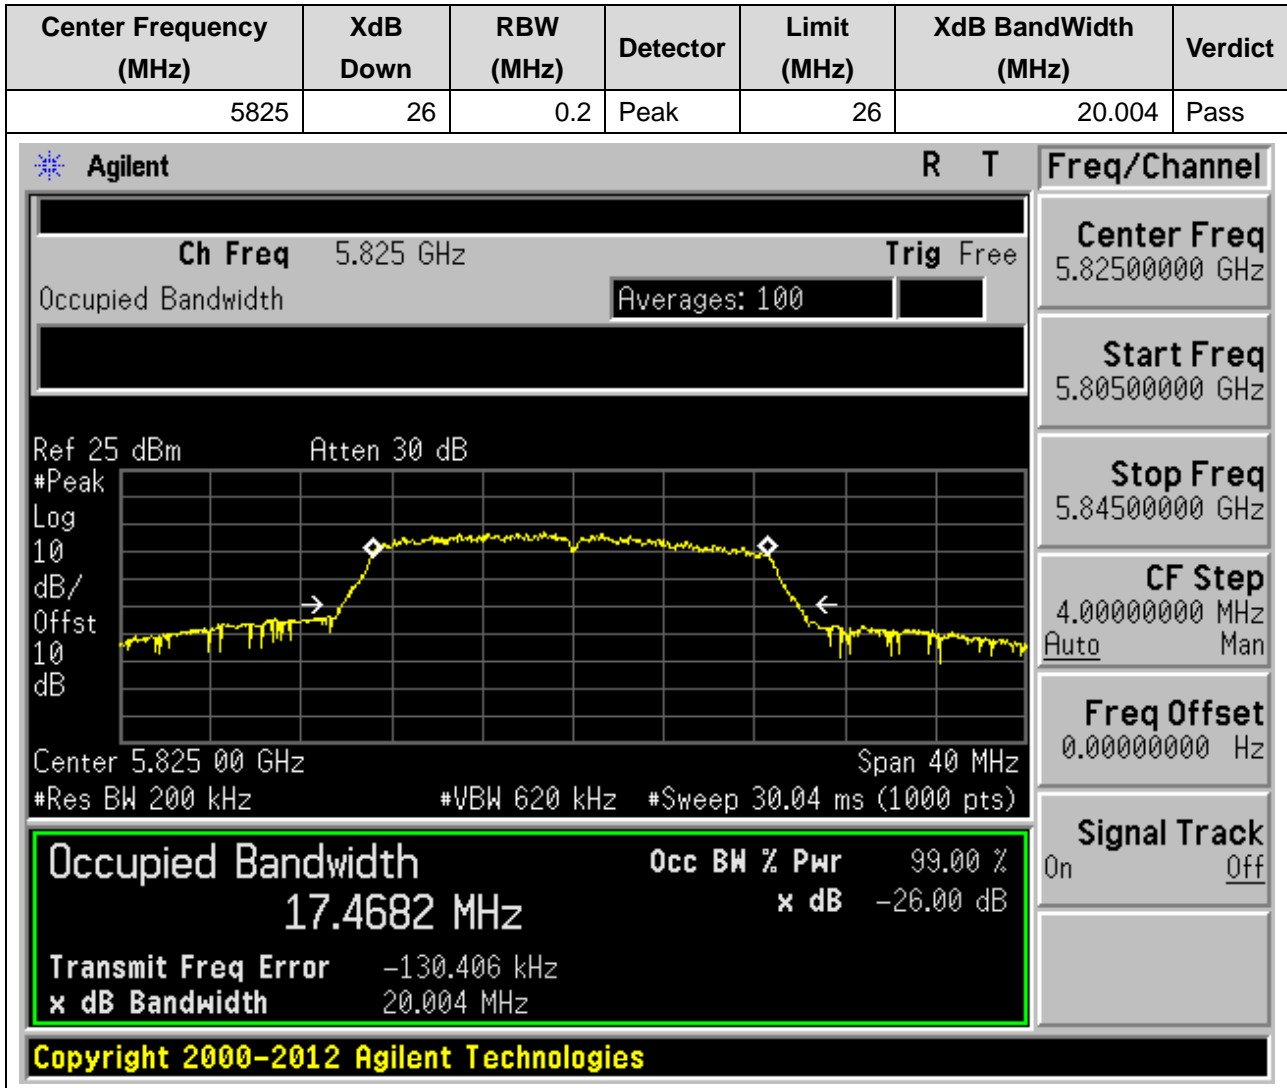 Center Frequency (MHz) XdB Down RBW (MHz) Detector Limit (MHz) XdB BandWidth (MHz) Verdict
5825 26 0.2 Peak 26 20.004 Pass
Agilent R T
Ch Freq 5.825 GHz Trig Free
Occupied Bandwidth Averages: 100
Ref 25 dBm Atten 30 dB
#Peak
Log
10
dB/
Offst
10
dB
Center 5.825 00 GHz Span 40 MHz
#Res BW 200 kHz #VBW 620 kHz #Sweep 30.04 ms (1000 pts)
Occupied Bandwidth
17.4682 MHz
Occ BW % Pwr 99.00 %
x dB -26.00 dB
Transmit Freq Error -130.406 kHz
x dB Bandwidth 20.004 MHz
Freq/Channel
Center Freq
5.82500000 GHz
Start Freq
5.80500000 GHz
Stop Freq
5.84500000 GHz
CF Step
4.00000000 MHz
Auto Man
Freq Offset
0.00000000 Hz
Signal Track
On Off
Copyright 2000-2012 Agilent Technologies